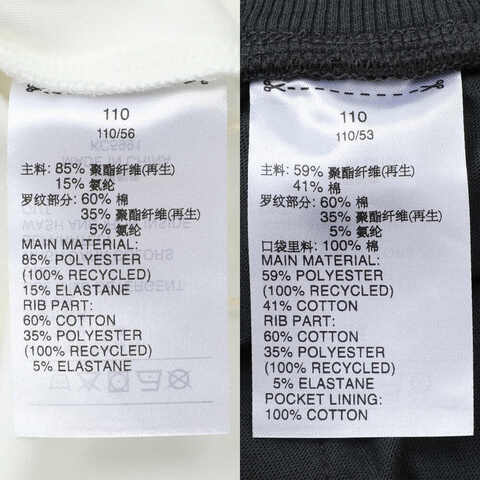 110
110/56
主料: 85% 聚酯纤维(再生)
15% 氨纶
罗纹部分: 60% 棉
35% 聚酯纤维(再生)
5% 氨纶
MAIN MATERIAL:
85% POLYESTER
(100% RECYCLED)
15% ELASTANE
RIB PART:
60% COTTON
35% POLYESTER
(100% RECYCLED)
5% ELASTANE
110
110/53
主料: 59% 聚酯纤维(再生)
41% 棉
罗纹部分: 60% 棉
35% 聚酯纤维(再生)
5% 氨纶
口袋里料: 100% 棉
MAIN MATERIAL:
59% POLYESTER
(100% RECYCLED)
41% COTTON
RIB PART:
60% COTTON
35% POLYESTER
(100% RECYCLED)
5% ELASTANE
POCKET LINING:
100% COTTON